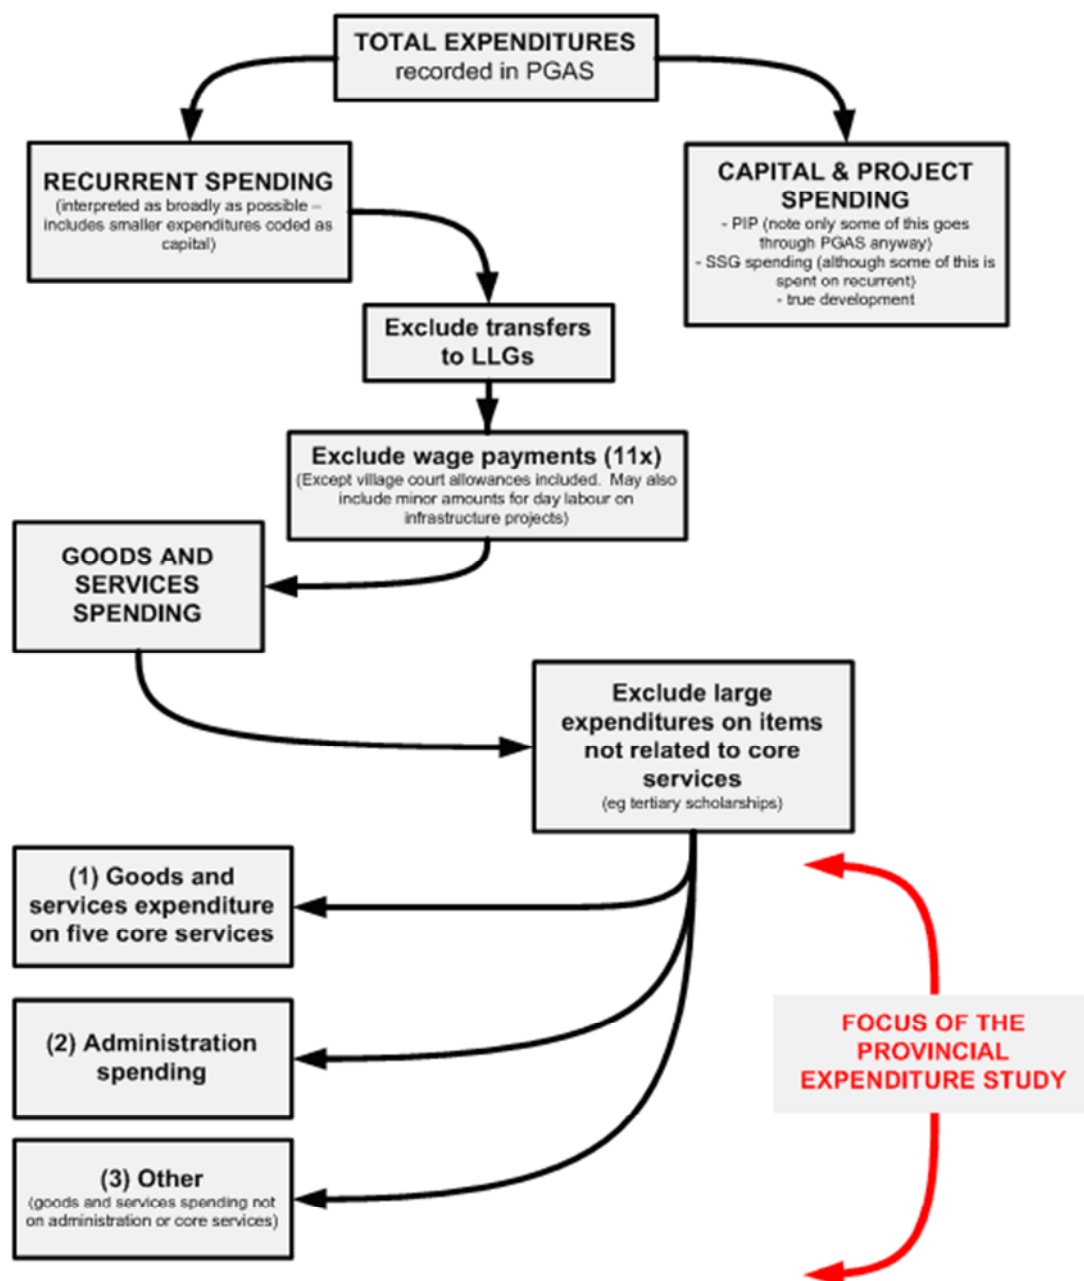 TOTAL EXPENDITURES
recorded in PGAS
RECURRENT SPENDING
(interpreted as broadly as possible –
includes smaller expenditures coded as
capital)
CAPITAL & PROJECT
SPENDING
- PIP (note only some of this goes
through PGAS anyway)
- SSG spending (although some of this is
spent on recurrent)
- true development
Exclude transfers
to LLGs
Exclude wage payments (11x)
(Except village court allowances included. May also
include minor amounts for day labour on
infrastructure projects)
GOODS AND
SERVICES
SPENDING
Exclude large
expenditures on items
not related to core
services
(eg tertiary scholarships)
(1) Goods and
services expenditure
on five core services
(2) Administration
spending
(3) Other
(goods and services spending not
on administration or core services)
FOCUS OF THE
PROVINCIAL
EXPENDITURE STUDY